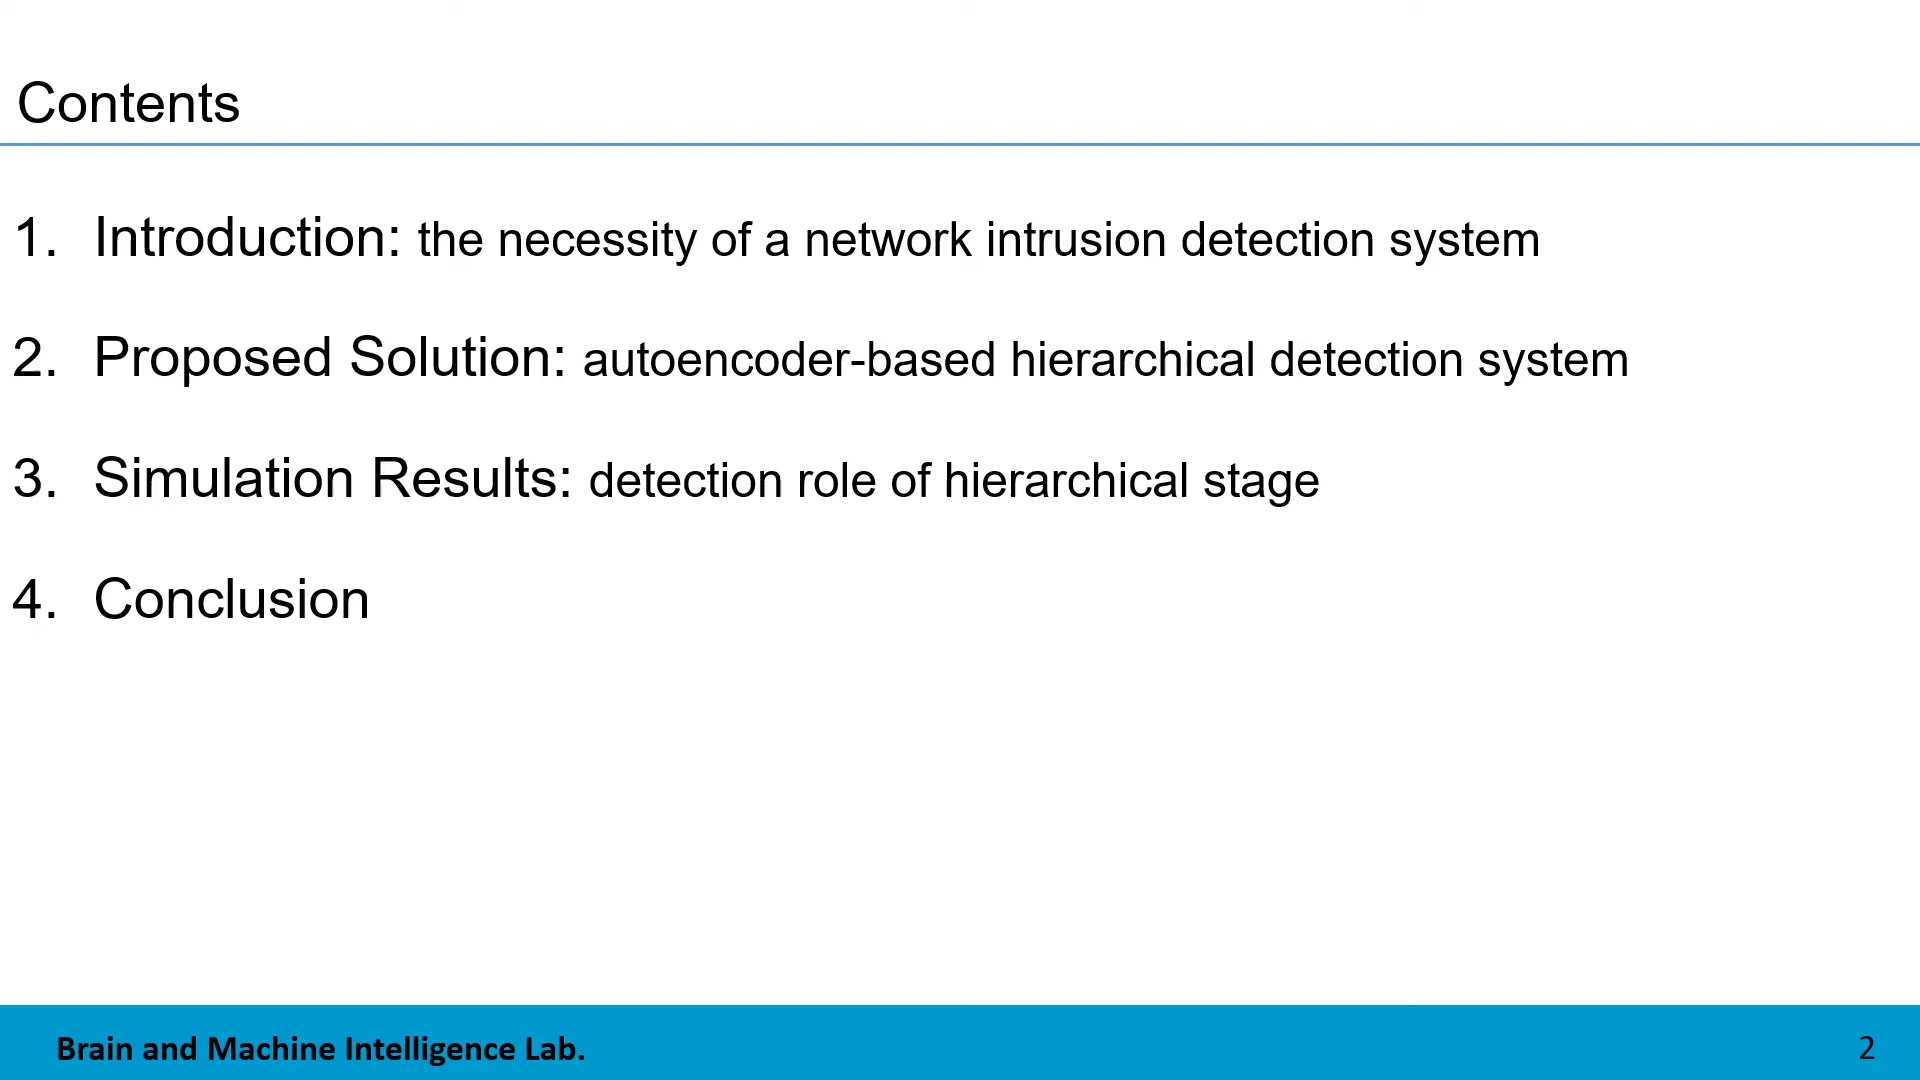 Contents
1. Introduction: the necessity of a network intrusion detection system
2. Proposed Solution: autoencoder-based hierarchical detection system
3. Simulation Results: detection role of hierarchical stage
4. Conclusion
Brain and Machine Intelligence Lab.
2